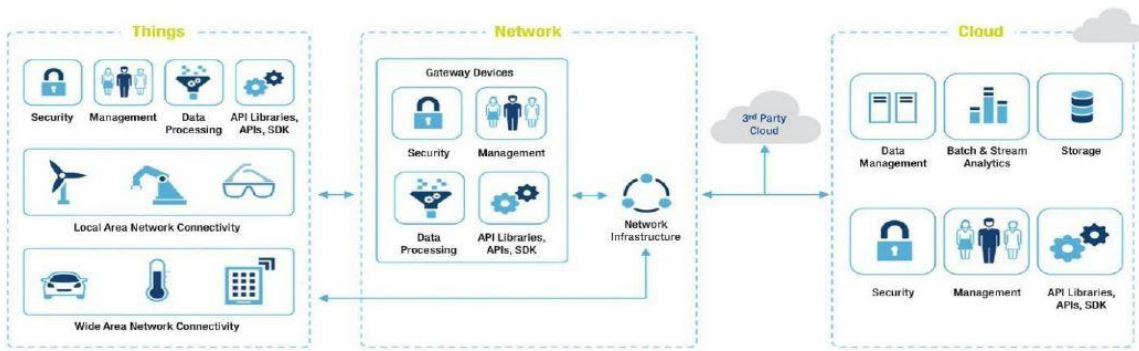 Things
Security
Management
Data
Processing
API Libraries,
APIs, SDK
Local Area Network Connectivity
Wide Area Network Connectivity
Network
Gateway Devices
Security
Management
Data
Processing
API Libraries,
APIs, SDK
Network
Infrastructure
3rd Party
Cloud
Cloud
Data
Management
Batch & Stream
Analytics
Storage
Security
Management
API Libraries,
APIs, SDK